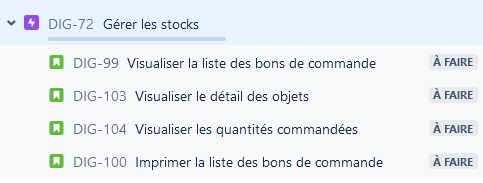 DIG-72 Gérer les stocks
DIG-99 Visualiser la liste des bons de commande À FAIRE
DIG-103 Visualiser le détail des objets À FAIRE
DIG-104 Visualiser les quantités commandées À FAIRE
DIG-100 Imprimer la liste des bons de commande À FAIRE